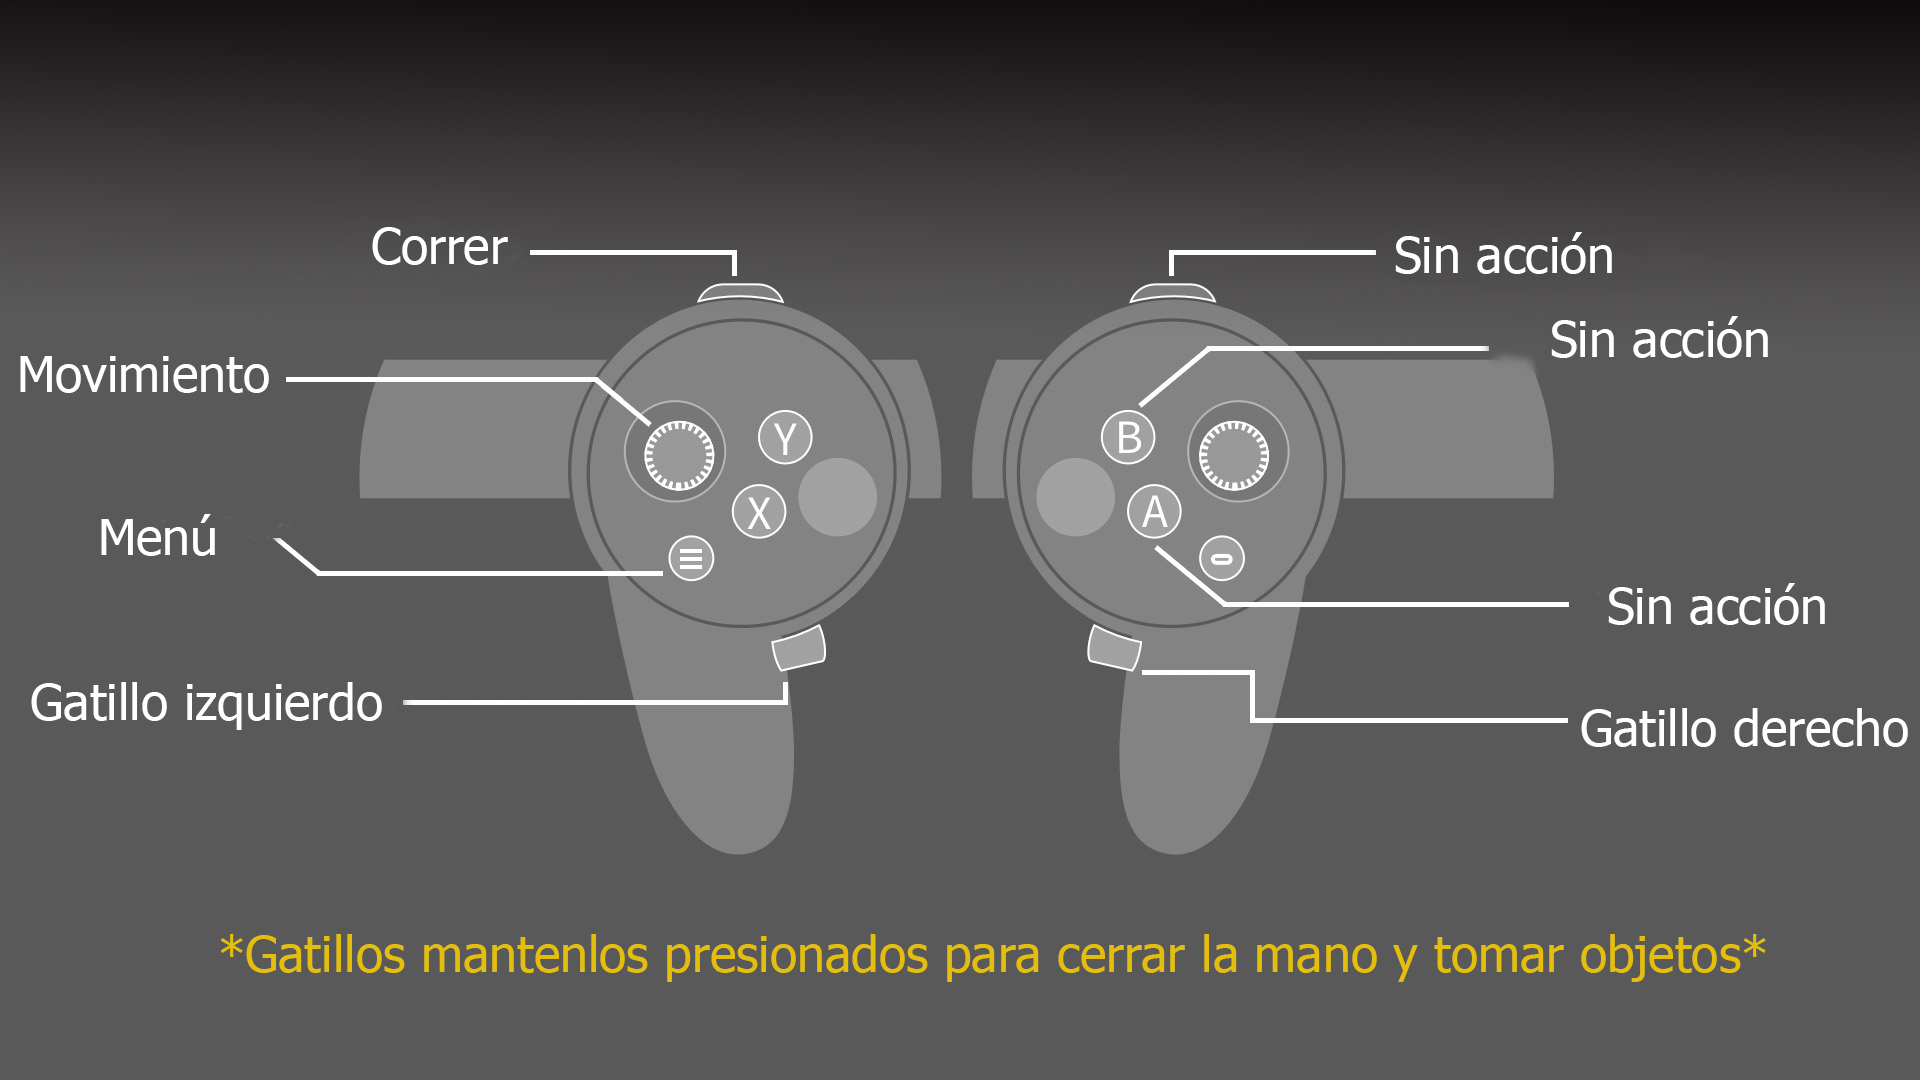 Correr
Sin acción
Sin acción
Movimiento
Y
B
X
A
Menú
Sin acción
Gatillo izquierdo
Gatillo derecho
*Gatillos mantenlos presionados para cerrar la mano y tomar objetos*